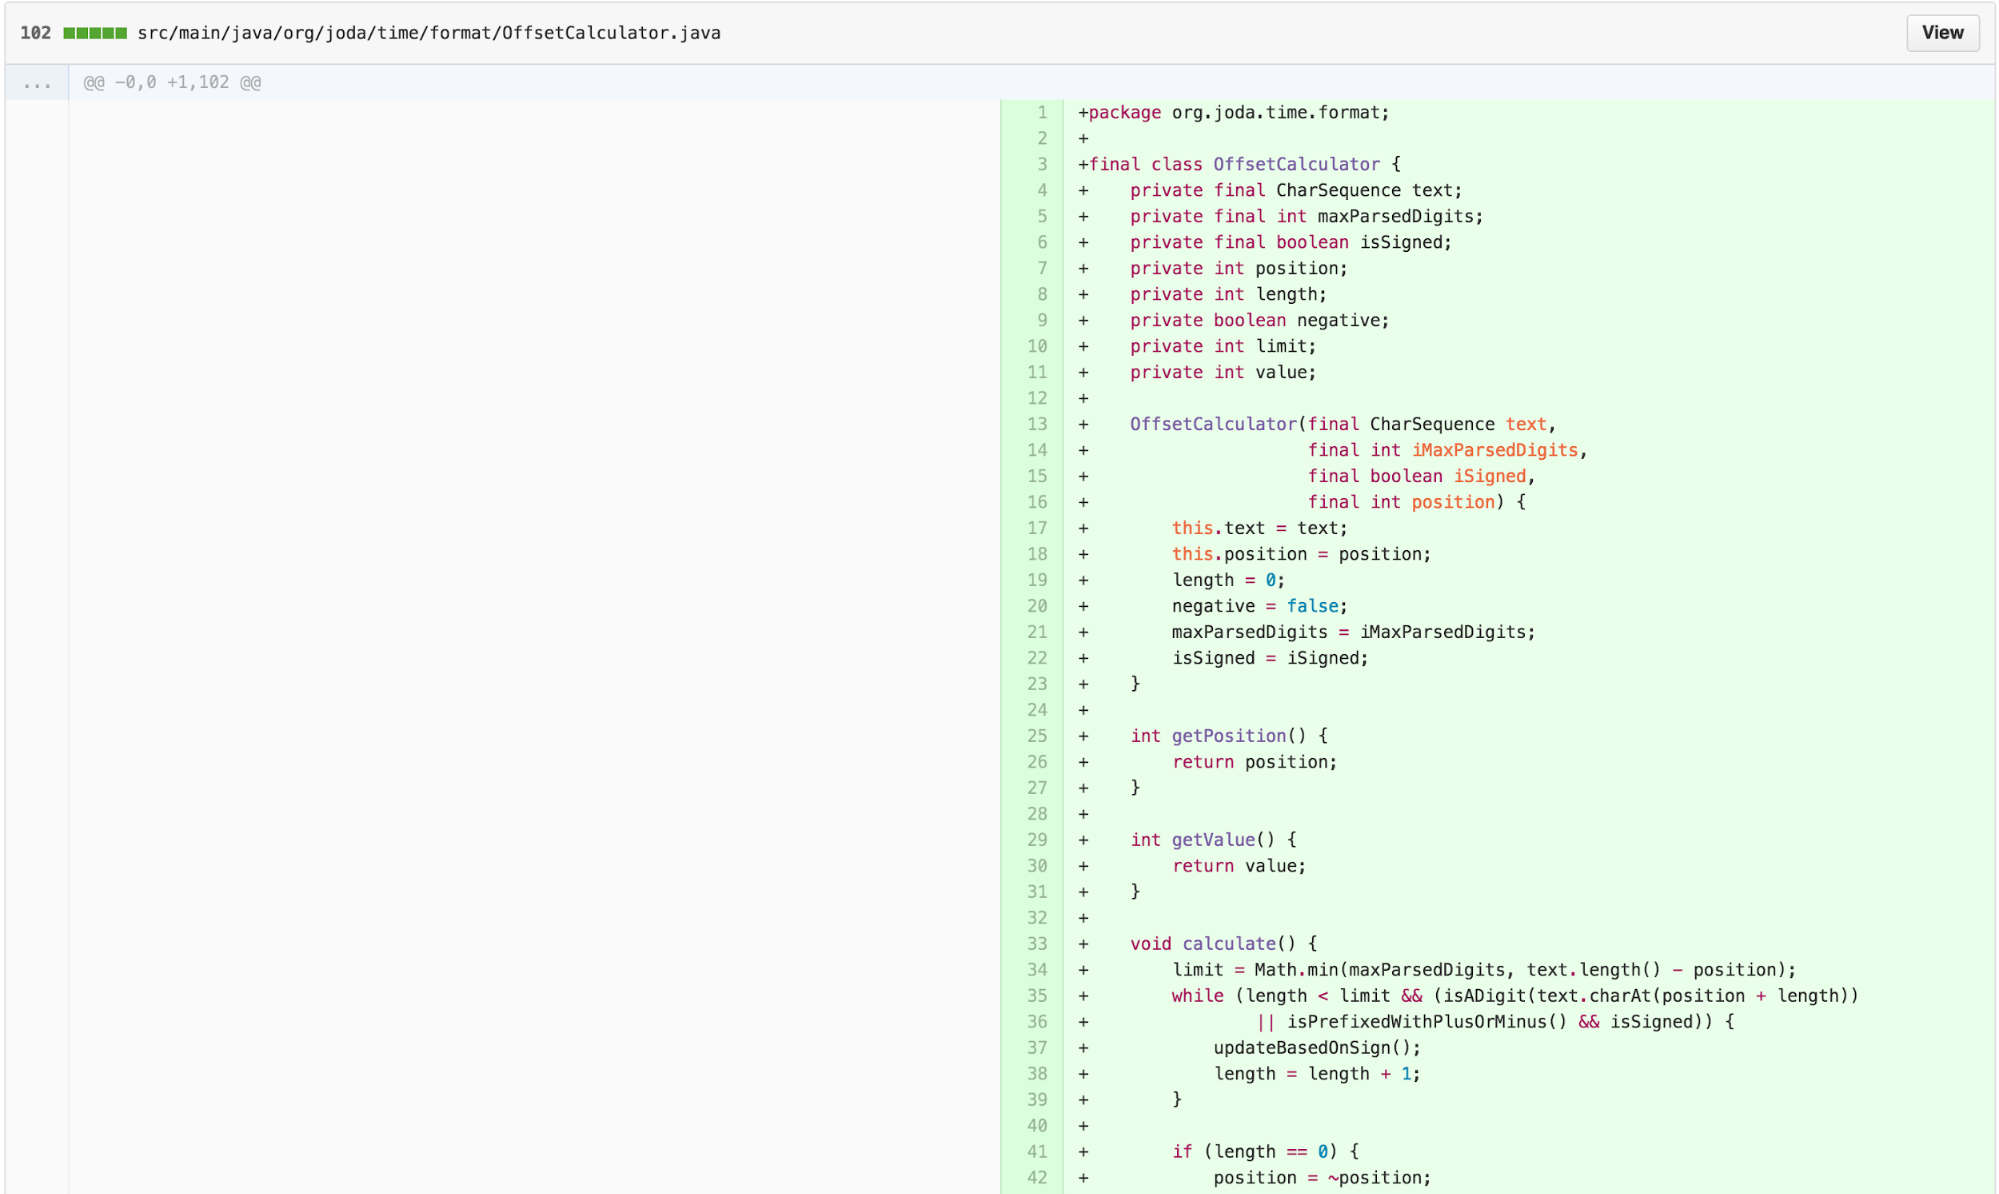 102 src/main/java/org/joda/time/format/OffsetCalculator.java View
... @@ -0,0 +1,102 @@
1 +package org.joda.time.format;
2 +
3 +final class OffsetCalculator {
4 +    private final CharSequence text;
5 +    private final int maxParsedDigits;
6 +    private final boolean isSigned;
7 +    private int position;
8 +    private int length;
9 +    private boolean negative;
10 +    private int limit;
11 +    private int value;
12 +
13 +    OffsetCalculator(final CharSequence text,
14 +                     final int iMaxParsedDigits,
15 +                     final boolean iSigned,
16 +                     final int position) {
17 +        this.text = text;
18 +        this.position = position;
19 +        length = 0;
20 +        negative = false;
21 +        maxParsedDigits = iMaxParsedDigits;
22 +        isSigned = iSigned;
23 +    }
24 +
25 +    int getPosition() {
26 +        return position;
27 +    }
28 +
29 +    int getValue() {
30 +        return value;
31 +    }
32 +
33 +    void calculate() {
34 +        limit = Math.min(maxParsedDigits, text.length() - position);
35 +        while (length < limit && (isADigit(text.charAt(position + length))
36 +                || isPrefixedWithPlusOrMinus() && isSigned)) {
37 +            updateBasedOnSign();
38 +            length = length + 1;
39 +        }
40 +
41 +        if (length == 0) {
42 +            position = ~position;